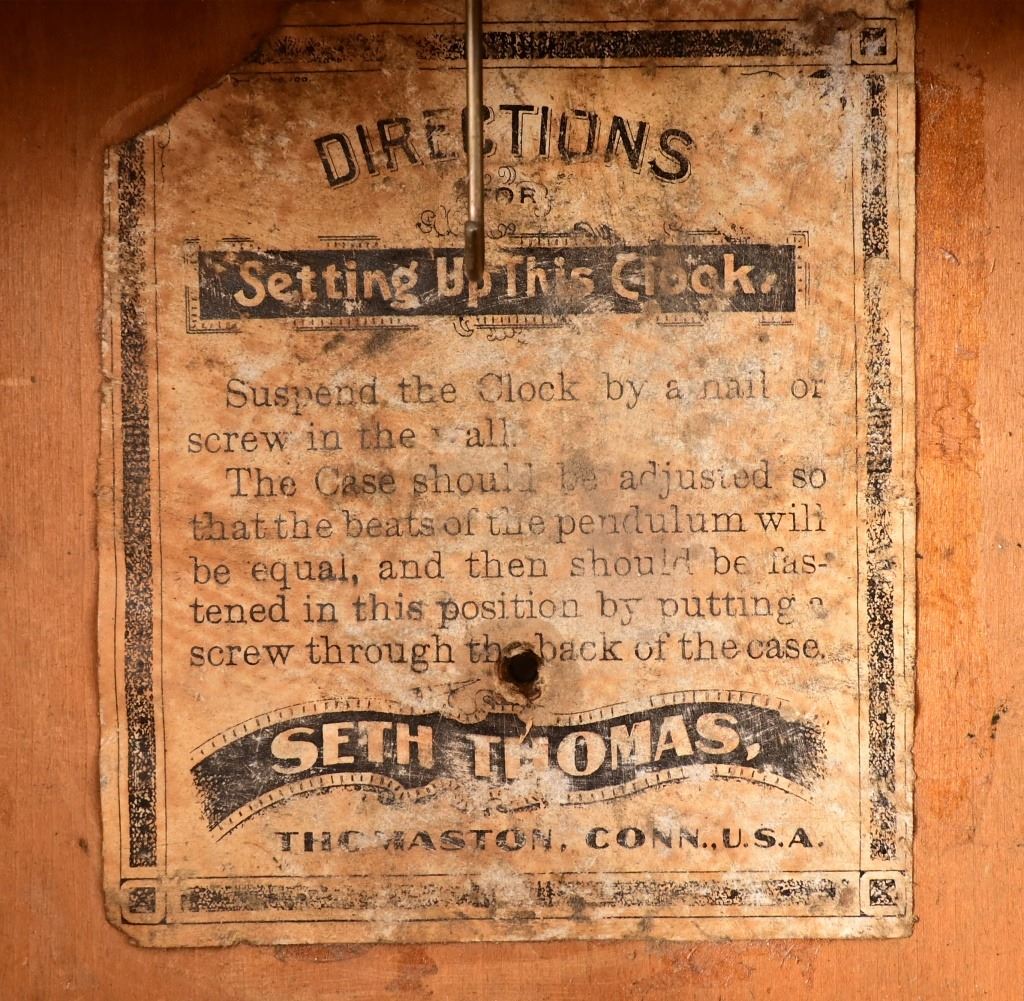 DIRECTIONS
FOR
Setting Up This Clock.
Suspend the Clock by a nail or
screw in the wall.
The Case should be adjusted so
that the beats of the pendulum will
be equal, and then should be fas-
tened in this position by putting a
screw through the back of the case.
SETH THOMAS,
THOMASTON, CONN., U.S.A.